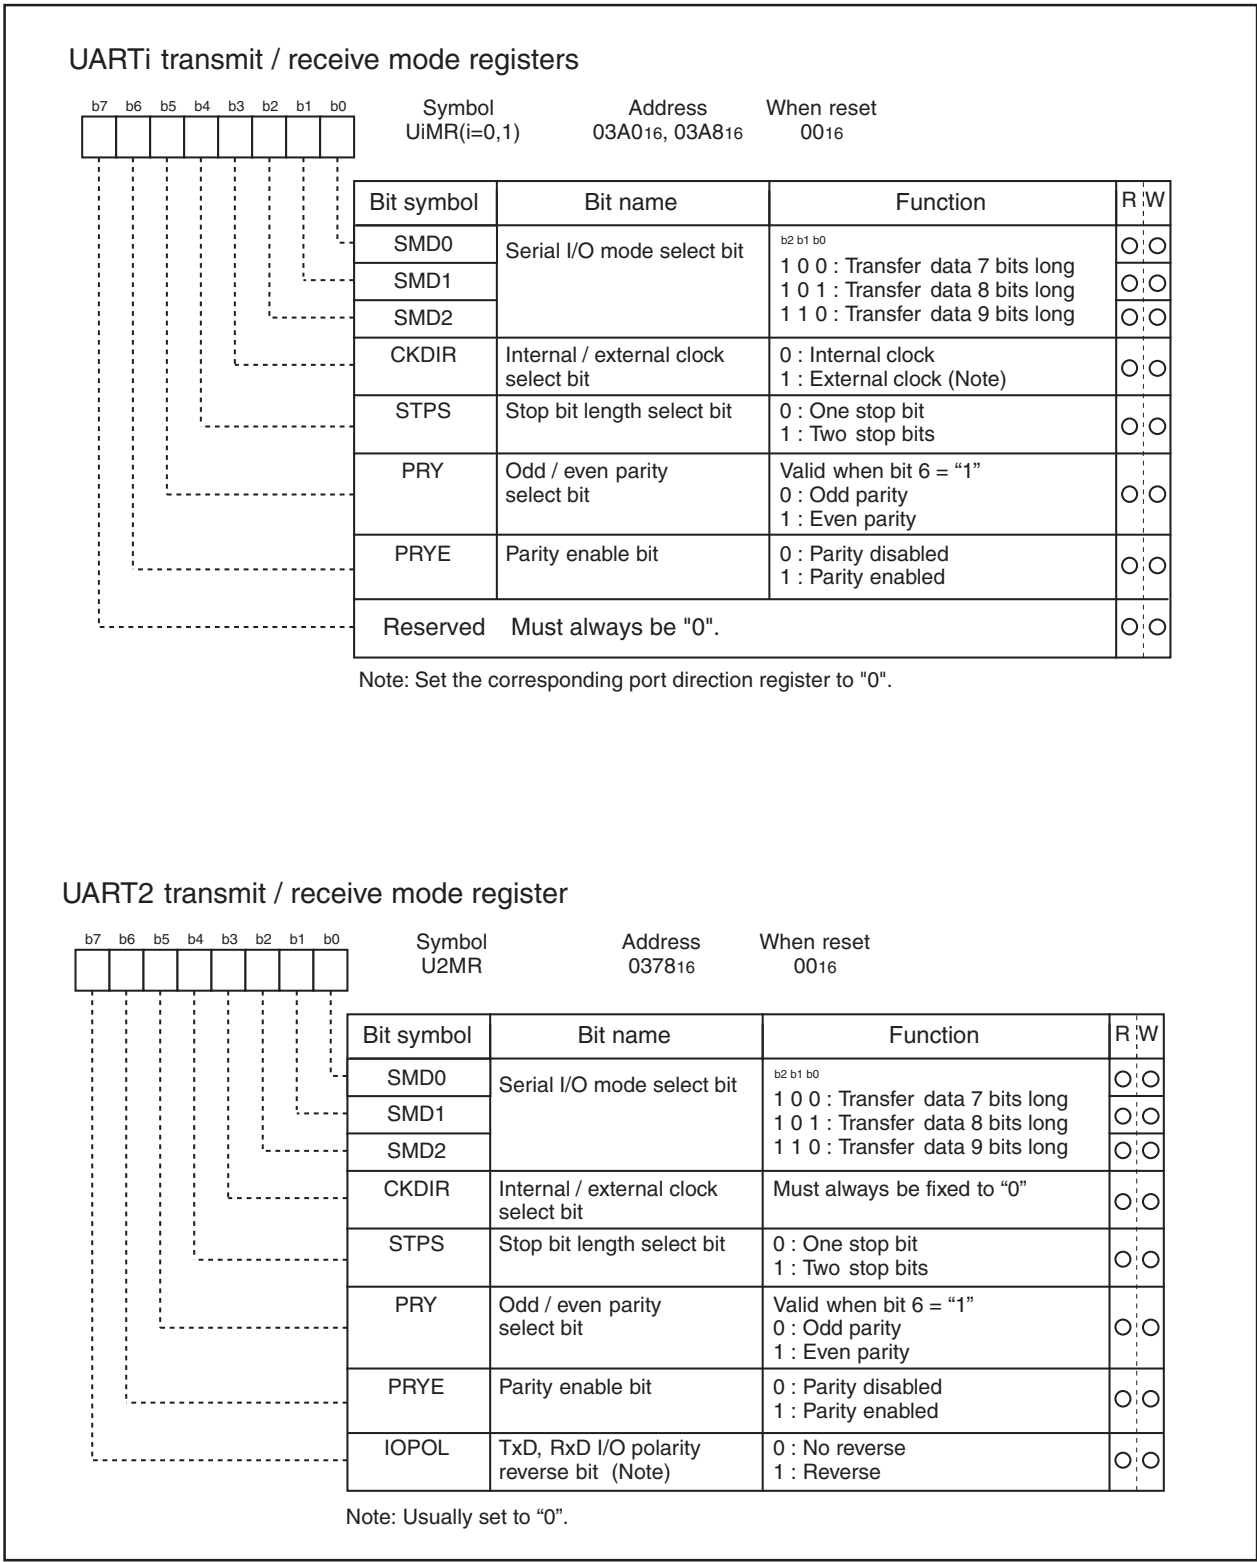 UARTi transmit / receive mode registers
b7 b6 b5 b4 b3 b2 b1 b0
Symbol Address When reset
UiMR(i=0,1) 03A016, 03A816 0016
Bit symbol Bit name Function R W
SMD0 Serial I/O mode select bit b2 b1 b0
1 0 0 : Transfer data 7 bits long
SMD1 1 0 1 : Transfer data 8 bits long
SMD2 1 1 0 : Transfer data 9 bits long
CKDIR Internal / external clock 0 : Internal clock
select bit 1 : External clock (Note)
STPS Stop bit length select bit 0 : One stop bit
1 : Two stop bits
PRY Odd / even parity Valid when bit 6 = “1”
select bit 0 : Odd parity
1 : Even parity
PRYE Parity enable bit 0 : Parity disabled
1 : Parity enabled
Reserved Must always be "0".
Note: Set the corresponding port direction register to "0".
UART2 transmit / receive mode register
b7 b6 b5 b4 b3 b2 b1 b0
Symbol Address When reset
U2MR 037816 0016
Bit symbol Bit name Function R W
SMD0 Serial I/O mode select bit b2 b1 b0
1 0 0 : Transfer data 7 bits long
SMD1 1 0 1 : Transfer data 8 bits long
SMD2 1 1 0 : Transfer data 9 bits long
CKDIR Internal / external clock Must always be fixed to “0”
select bit
STPS Stop bit length select bit 0 : One stop bit
1 : Two stop bits
PRY Odd / even parity Valid when bit 6 = “1”
select bit 0 : Odd parity
1 : Even parity
PRYE Parity enable bit 0 : Parity disabled
1 : Parity enabled
IOPOL TxD, RxD I/O polarity 0 : No reverse
reverse bit (Note) 1 : Reverse
Note: Usually set to “0”.